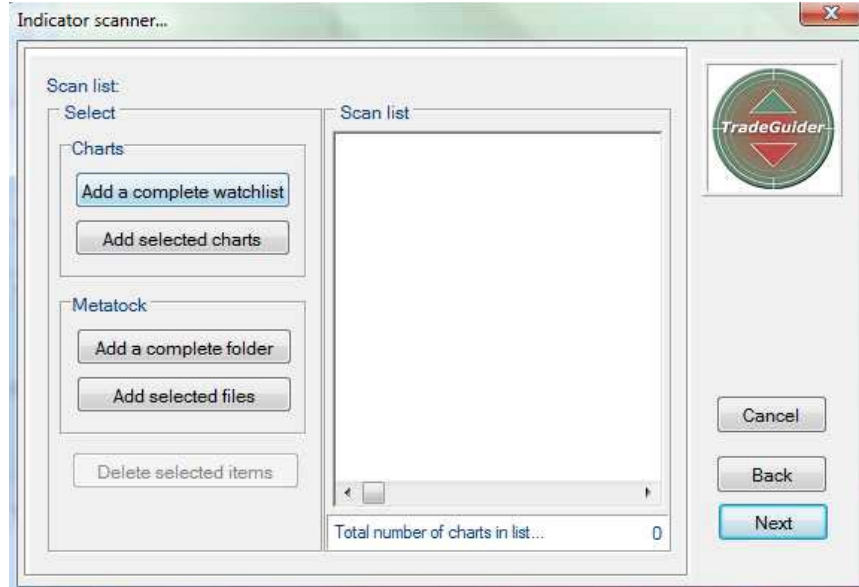 Indicator scanner...
Scan list:
Select
Charts
Add a complete watchlist
Add selected charts
Metatock
Add a complete folder
Add selected files
Delete selected items
Scan list
Total number of charts in list... 0
TradeGuider
Cancel
Back
Next